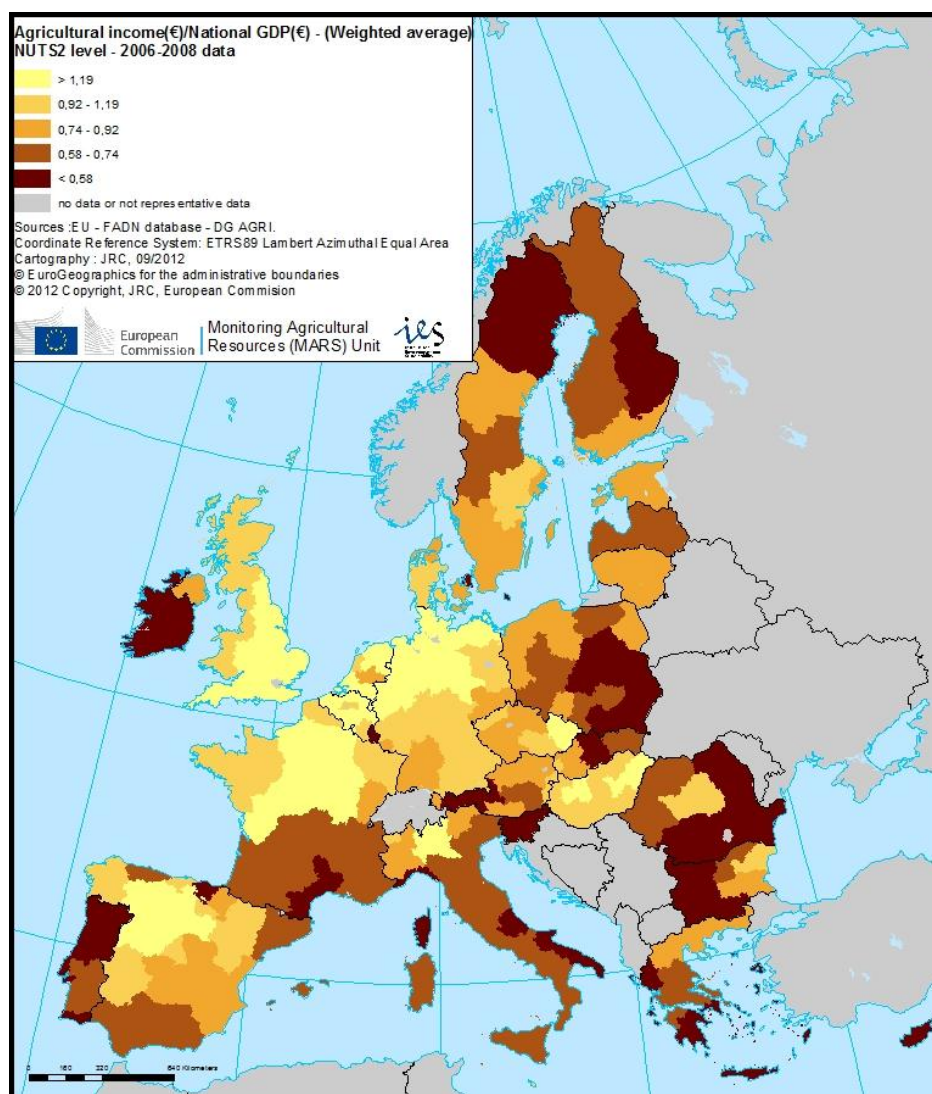 Agricultural income(€)/National GDP(€) - (Weighted average)
NUTS2 level - 2006-2008 data
> 1,19
0,92 - 1,19
0,74 - 0,92
0,58 - 0,74
< 0,58
no data or not representative data
Sources :EU - FADN database - DG AGRI.
Coordinate Reference System: ETRS89 Lambert Azimuthal Equal Area
Cartography : JRC, 09/2012
© EuroGeographics for the administrative boundaries
© 2012 Copyright, JRC, European Commision
European
Commission
Monitoring Agricultural
Resources (MARS) Unit
ies
0
640 Kilometers